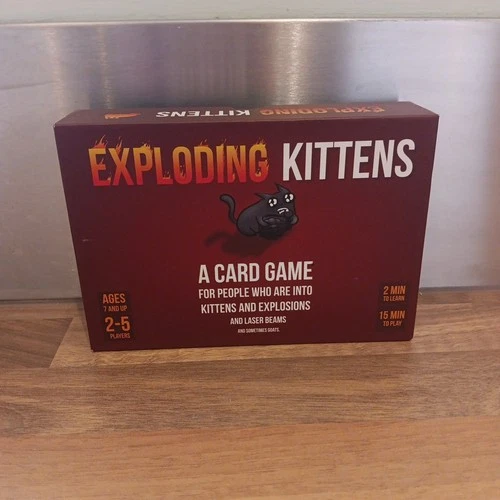 EXPLODING KITTENS
EXPLODING KITTENS
A CARD GAME
FOR PEOPLE WHO ARE INTO
KITTENS AND EXPLOSIONS
AND LASER BEAMS
AND SOMETIMES GOATS.
AGES
7 AND UP
2-5
PLAYERS
2 MIN
TO LEARN
15 MIN
TO PLAY